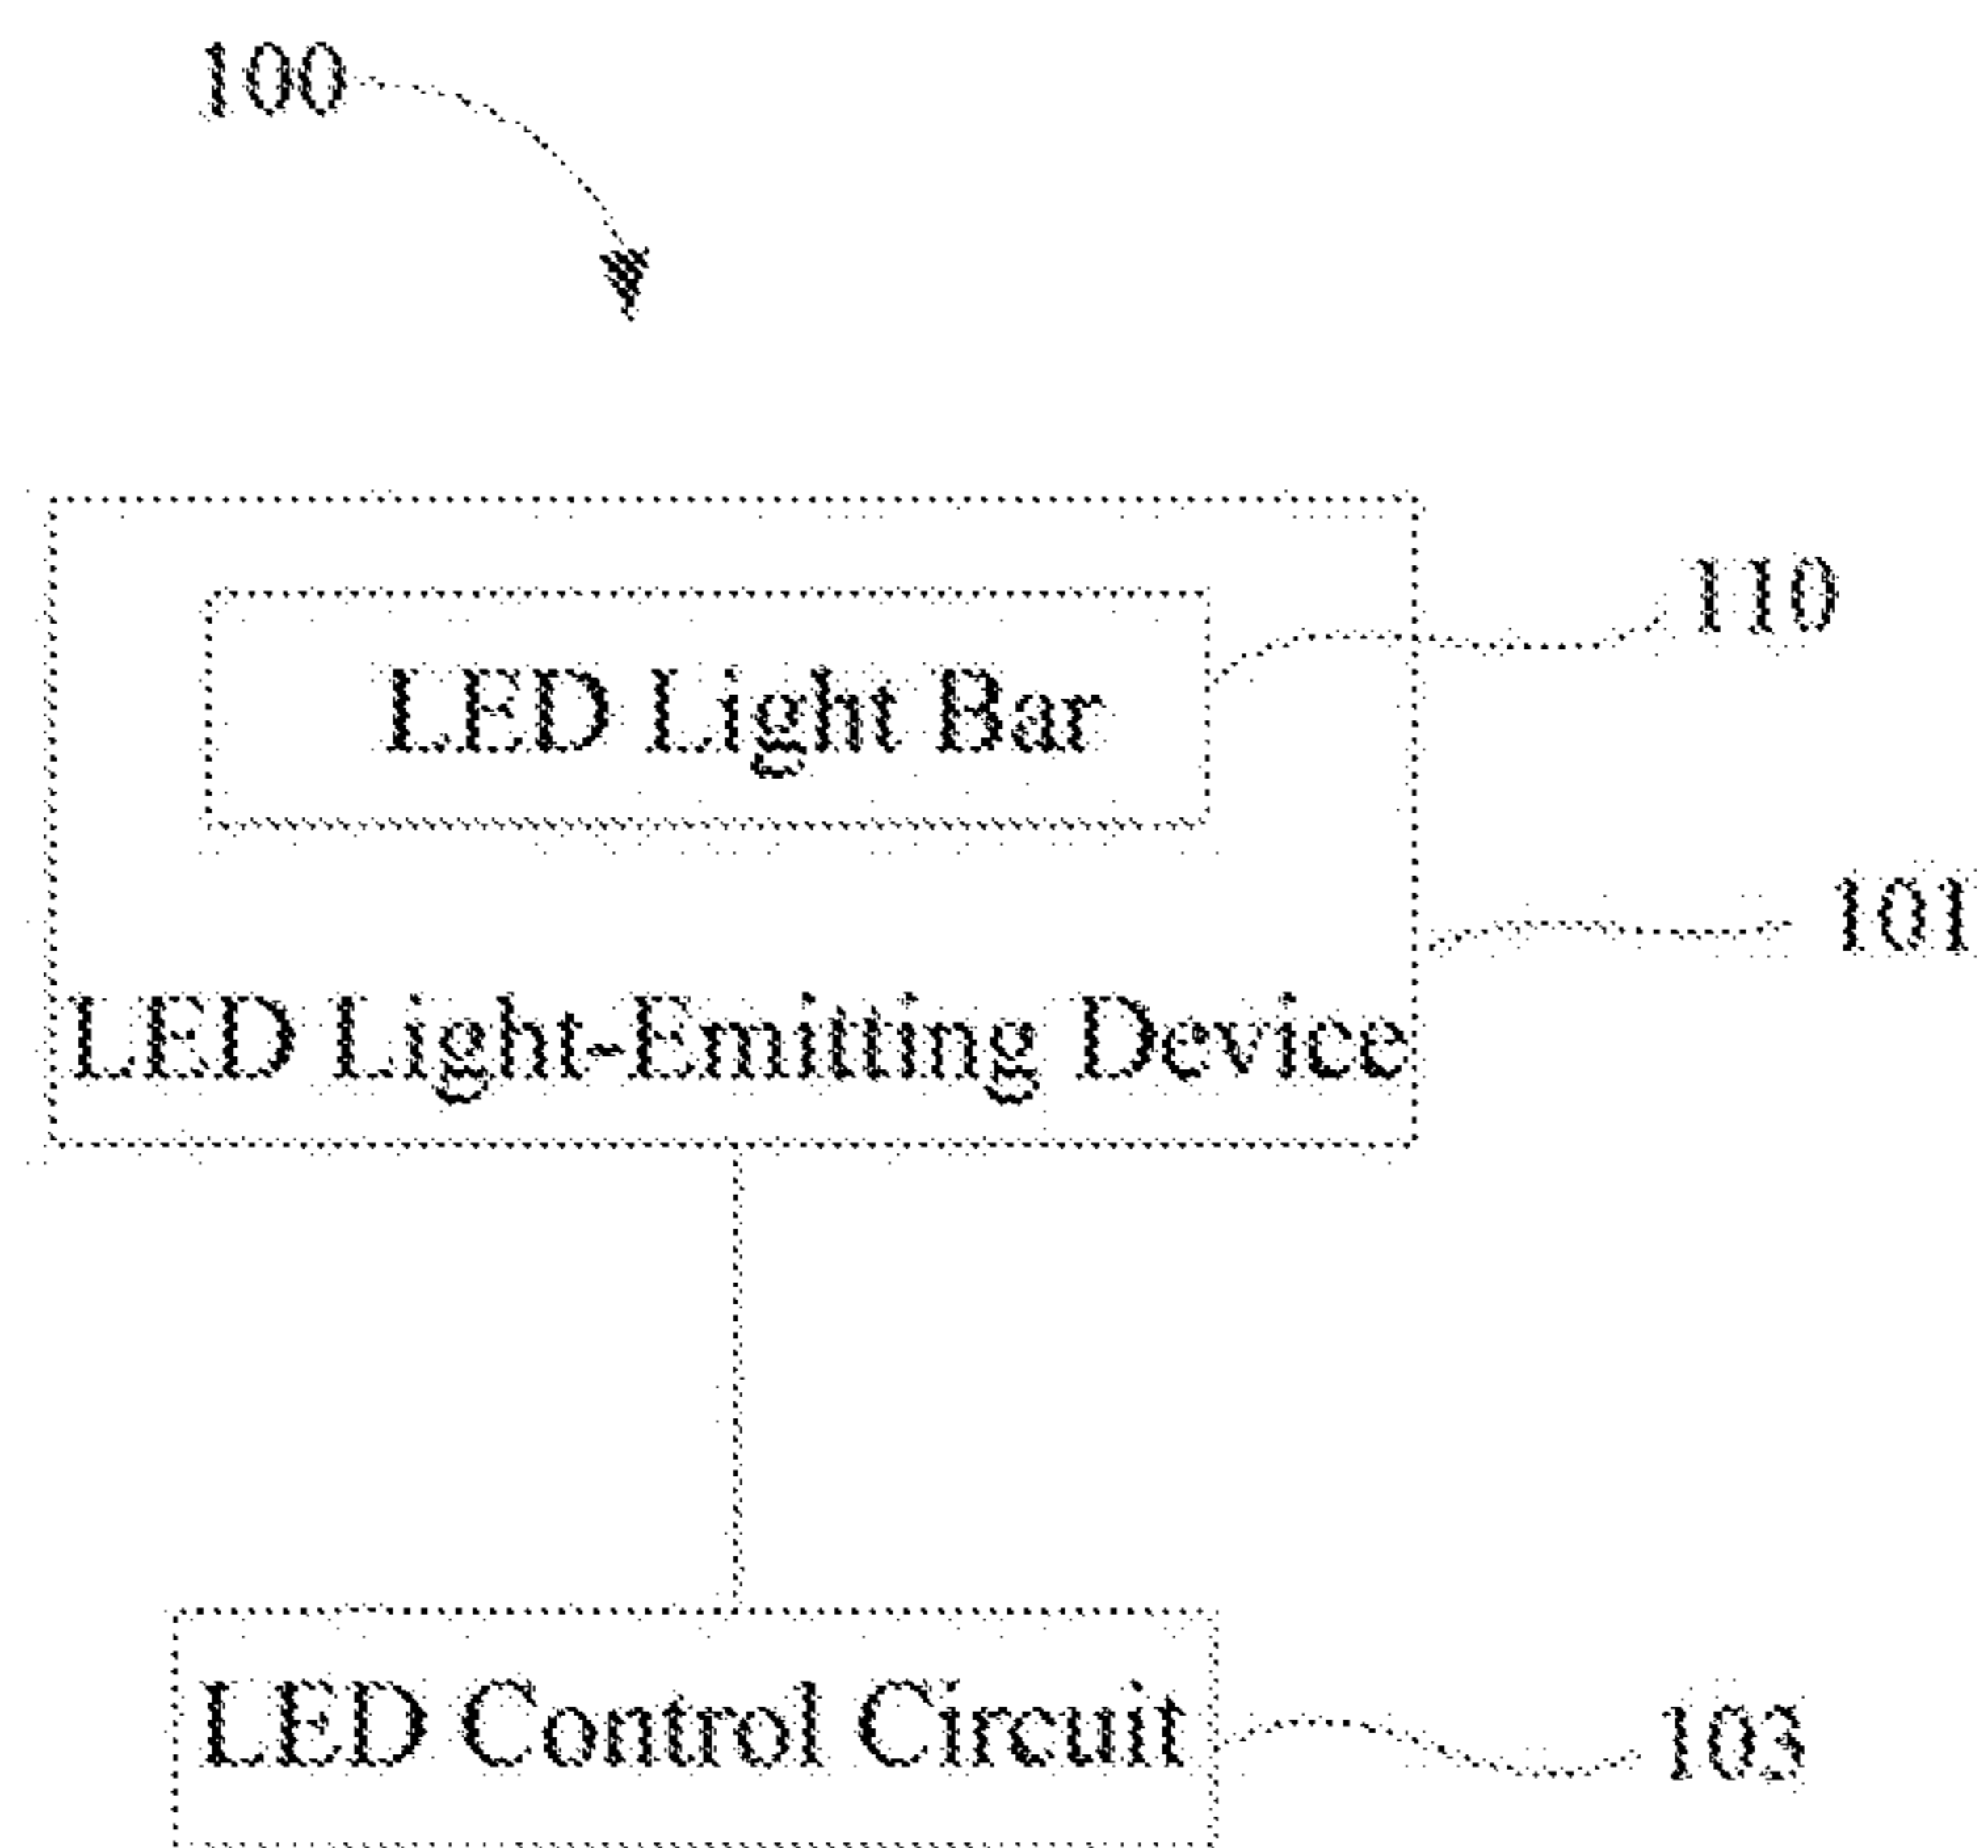 100
110
LED Light Bar
101
LED Light-Emitting Device
LED Control Circuit
103